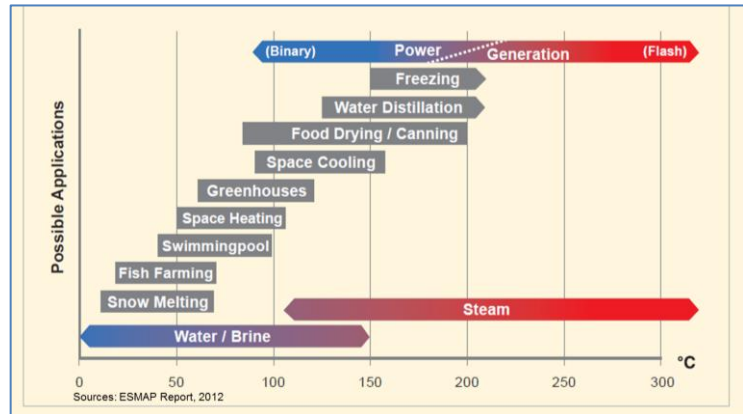 (Binary) Power Generation (Flash)
Freezing
Water Distillation
Food Drying / Canning
Space Cooling
Greenhouses
Space Heating
Swimmingpool
Fish Farming
Snow Melting
Steam
Water / Brine
Possible Applications
°C
0 50 100 150 200 250 300
Sources: ESMAP Report, 2012